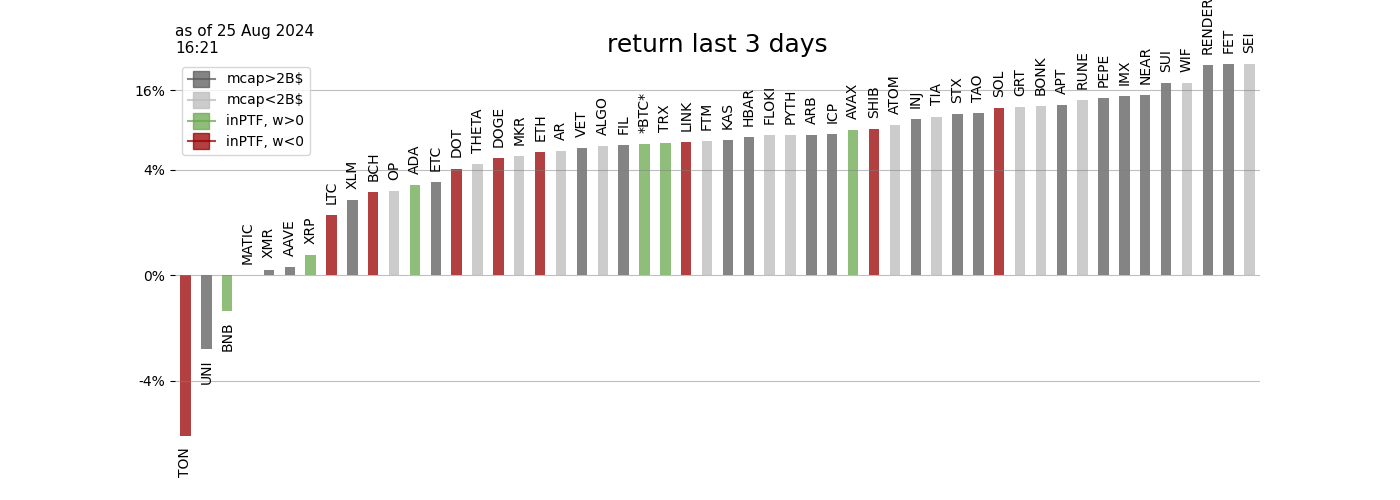 as of 25 Aug 2024
16:21
return last 3 days
mcap>2B$
mcap<2B$
inPTF, w>0
inPTF, w<0
16%
4%
0%
-4%
TON
UNI
BNB
MATIC
XMR
AAVE
XRP
LTC
XLM
BCH
OP
ADA
ETC
DOT
THETA
DOGE
MKR
ETH
AR
VET
ALGO
FIL
*BTC*
TRX
LINK
FTM
KAS
HBAR
FLOKI
PYTH
ARB
ICP
AVAX
SHIB
ATOM
INJ
TIA
STX
TAO
SOL
GRT
BONK
APT
RUNE
PEPE
IMX
NEAR
SUI
WIF
RENDER
FET
SEI